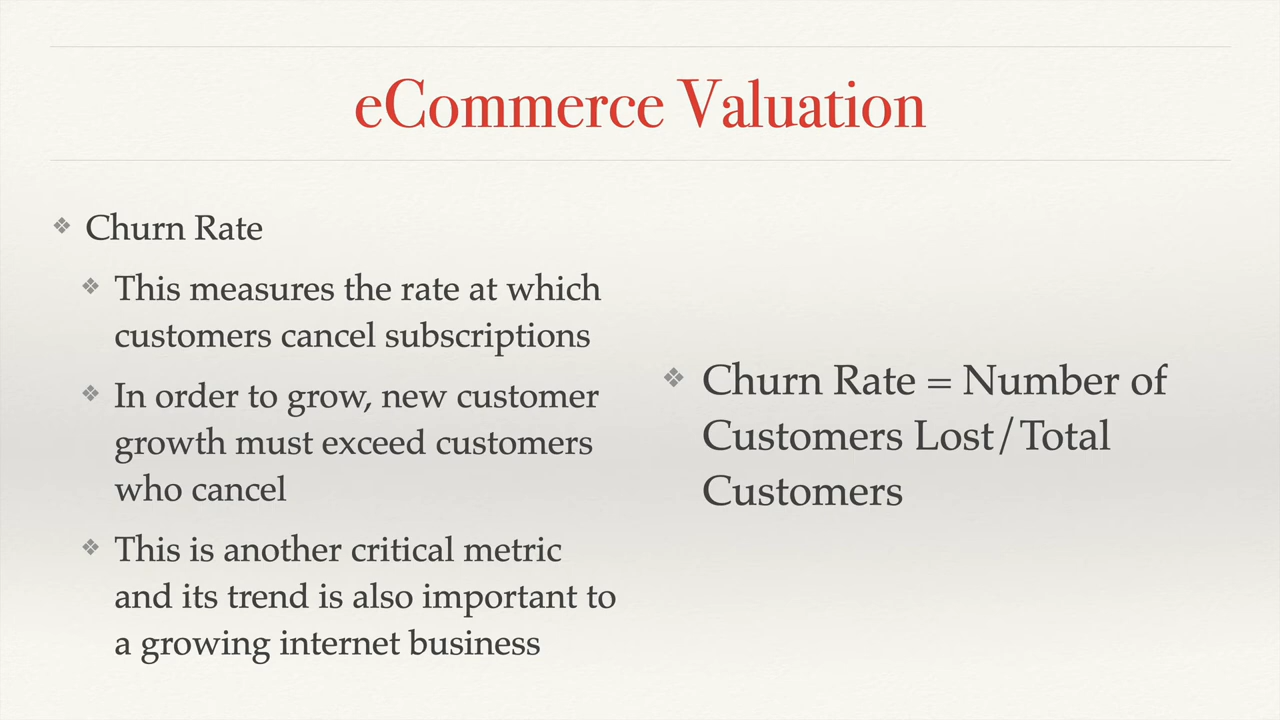 eCommerce Valuation
❖ Churn Rate
❖ This measures the rate at which
customers cancel subscriptions
❖ In order to grow, new customer
growth must exceed customers
who cancel
❖ This is another critical metric
and its trend is also important to
a growing internet business
❖ Churn Rate = Number of
Customers Lost/Total
Customers